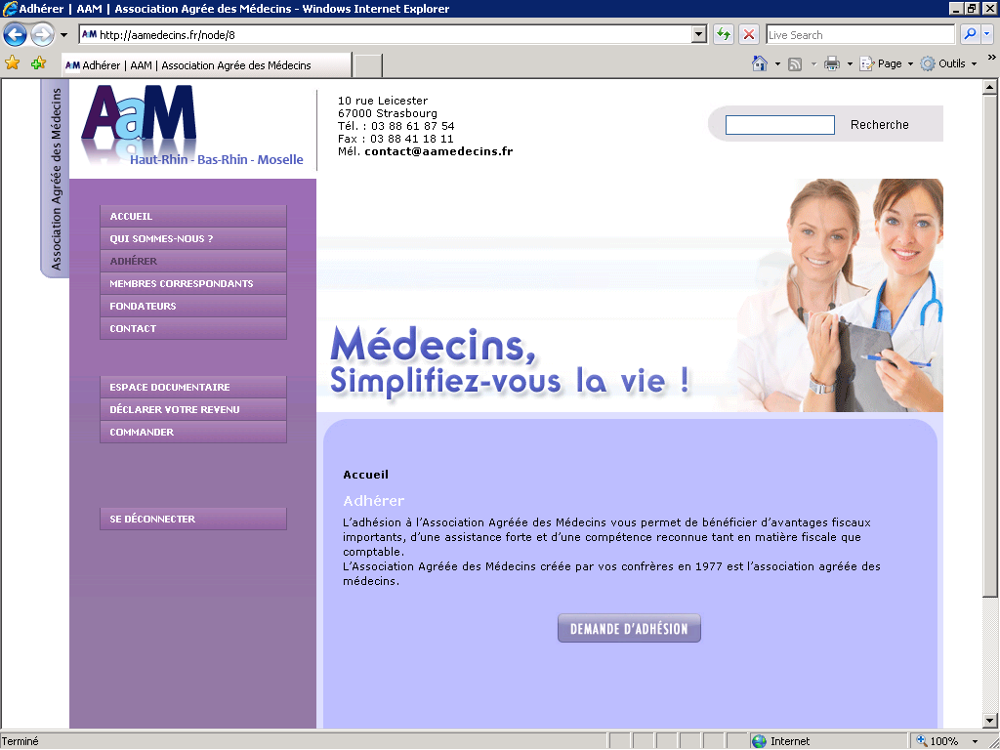 Adhérer | AAM | Association Agrée des Médecins - Windows Internet Explorer
http://aamedecins.fr/node/8
Live Search
Adhérer | AAM | Association Agrée des Médecins
Page
Outils
Association Agréée des Médecins
AaM
Haut-Rhin - Bas-Rhin - Moselle
10 rue Leicester
67000 Strasbourg
Tél. : 03 88 61 87 54
Fax : 03 88 41 18 11
Mél. contact@aamedecins.fr
Recherche
ACCUEIL
QUI SOMMES-NOUS ?
ADHÉRER
MEMBRES CORRESPONDANTS
FONDATEURS
CONTACT
ESPACE DOCUMENTAIRE
DÉCLARER VOTRE REVENU
COMMANDER
SE DÉCONNECTER
Médecins,
Simplifiez-vous la vie !
Accueil
Adhérer
L’adhésion à l’Association Agréée des Médecins vous permet de bénéficier d’avantages fiscaux
importants, d’une assistance forte et d’une compétence reconnue tant en matière fiscale que
comptable.
L’Association Agréée des Médecins créée par vos confrères en 1977 est l’association agréée des
médecins.
DEMANDE D’ADHÉSION
Terminé
Internet
100%